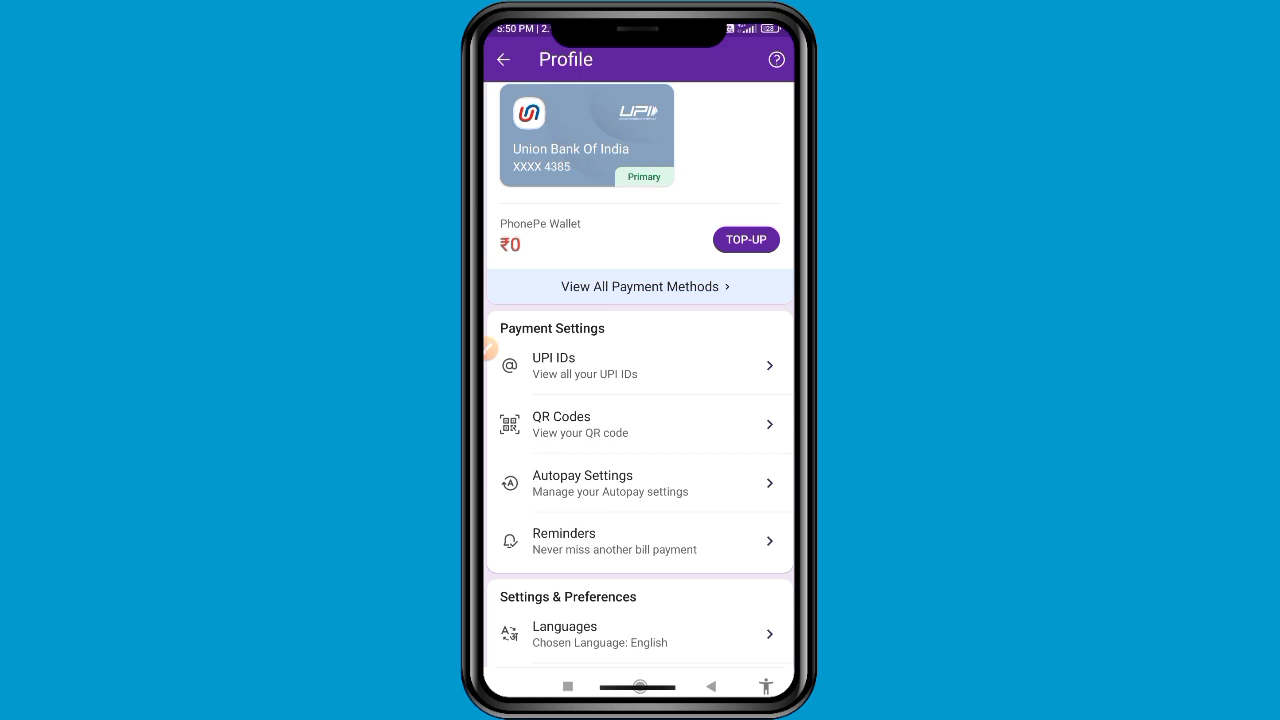 5:50 PM | 2.
Profile
UPI
Union Bank Of India
XXXX 4385
Primary
PhonePe Wallet
₹0
TOP-UP
View All Payment Methods ›
Payment Settings
UPI IDs
View all your UPI IDs
QR Codes
View your QR code
Autopay Settings
Manage your Autopay settings
Reminders
Never miss another bill payment
Settings & Preferences
Languages
Chosen Language: English